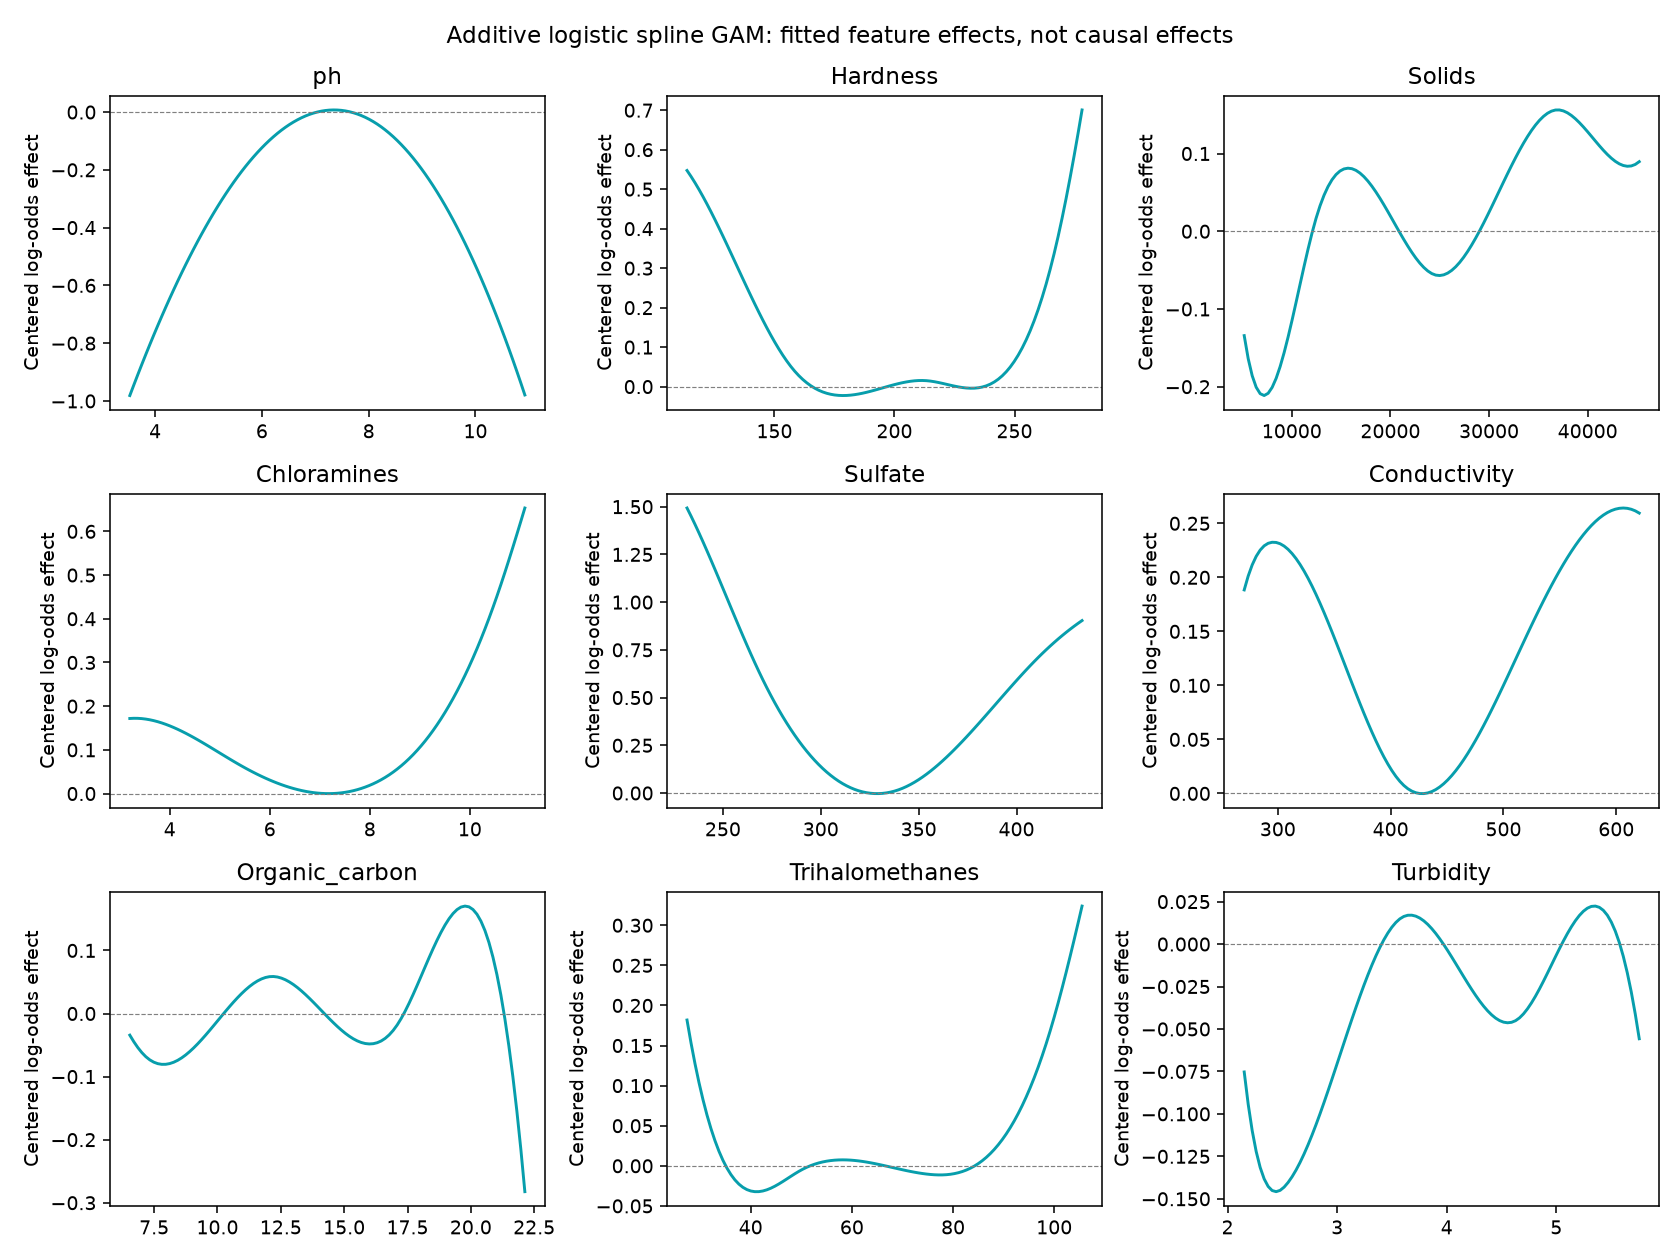 Additive logistic spline GAM: fitted feature effects, not causal effects
ph
Centered log-odds effect
0.0
−0.2
−0.4
−0.6
−0.8
−1.0
4 6 8 10
Hardness
Centered log-odds effect
0.7
0.6
0.5
0.4
0.3
0.2
0.1
0.0
150 200 250
Solids
Centered log-odds effect
0.1
0.0
−0.1
−0.2
10000 20000 30000 40000
Chloramines
Centered log-odds effect
0.6
0.5
0.4
0.3
0.2
0.1
0.0
4 6 8 10
Sulfate
Centered log-odds effect
1.50
1.25
1.00
0.75
0.50
0.25
0.00
250 300 350 400
Conductivity
Centered log-odds effect
0.25
0.20
0.15
0.10
0.05
0.00
300 400 500 600
Organic_carbon
Centered log-odds effect
0.1
0.0
−0.1
−0.2
−0.3
7.5 10.0 12.5 15.0 17.5 20.0 22.5
Trihalomethanes
Centered log-odds effect
0.30
0.25
0.20
0.15
0.10
0.05
0.00
−0.05
40 60 80 100
Turbidity
Centered log-odds effect
0.025
0.000
−0.025
−0.050
−0.075
−0.100
−0.125
−0.150
2 3 4 5